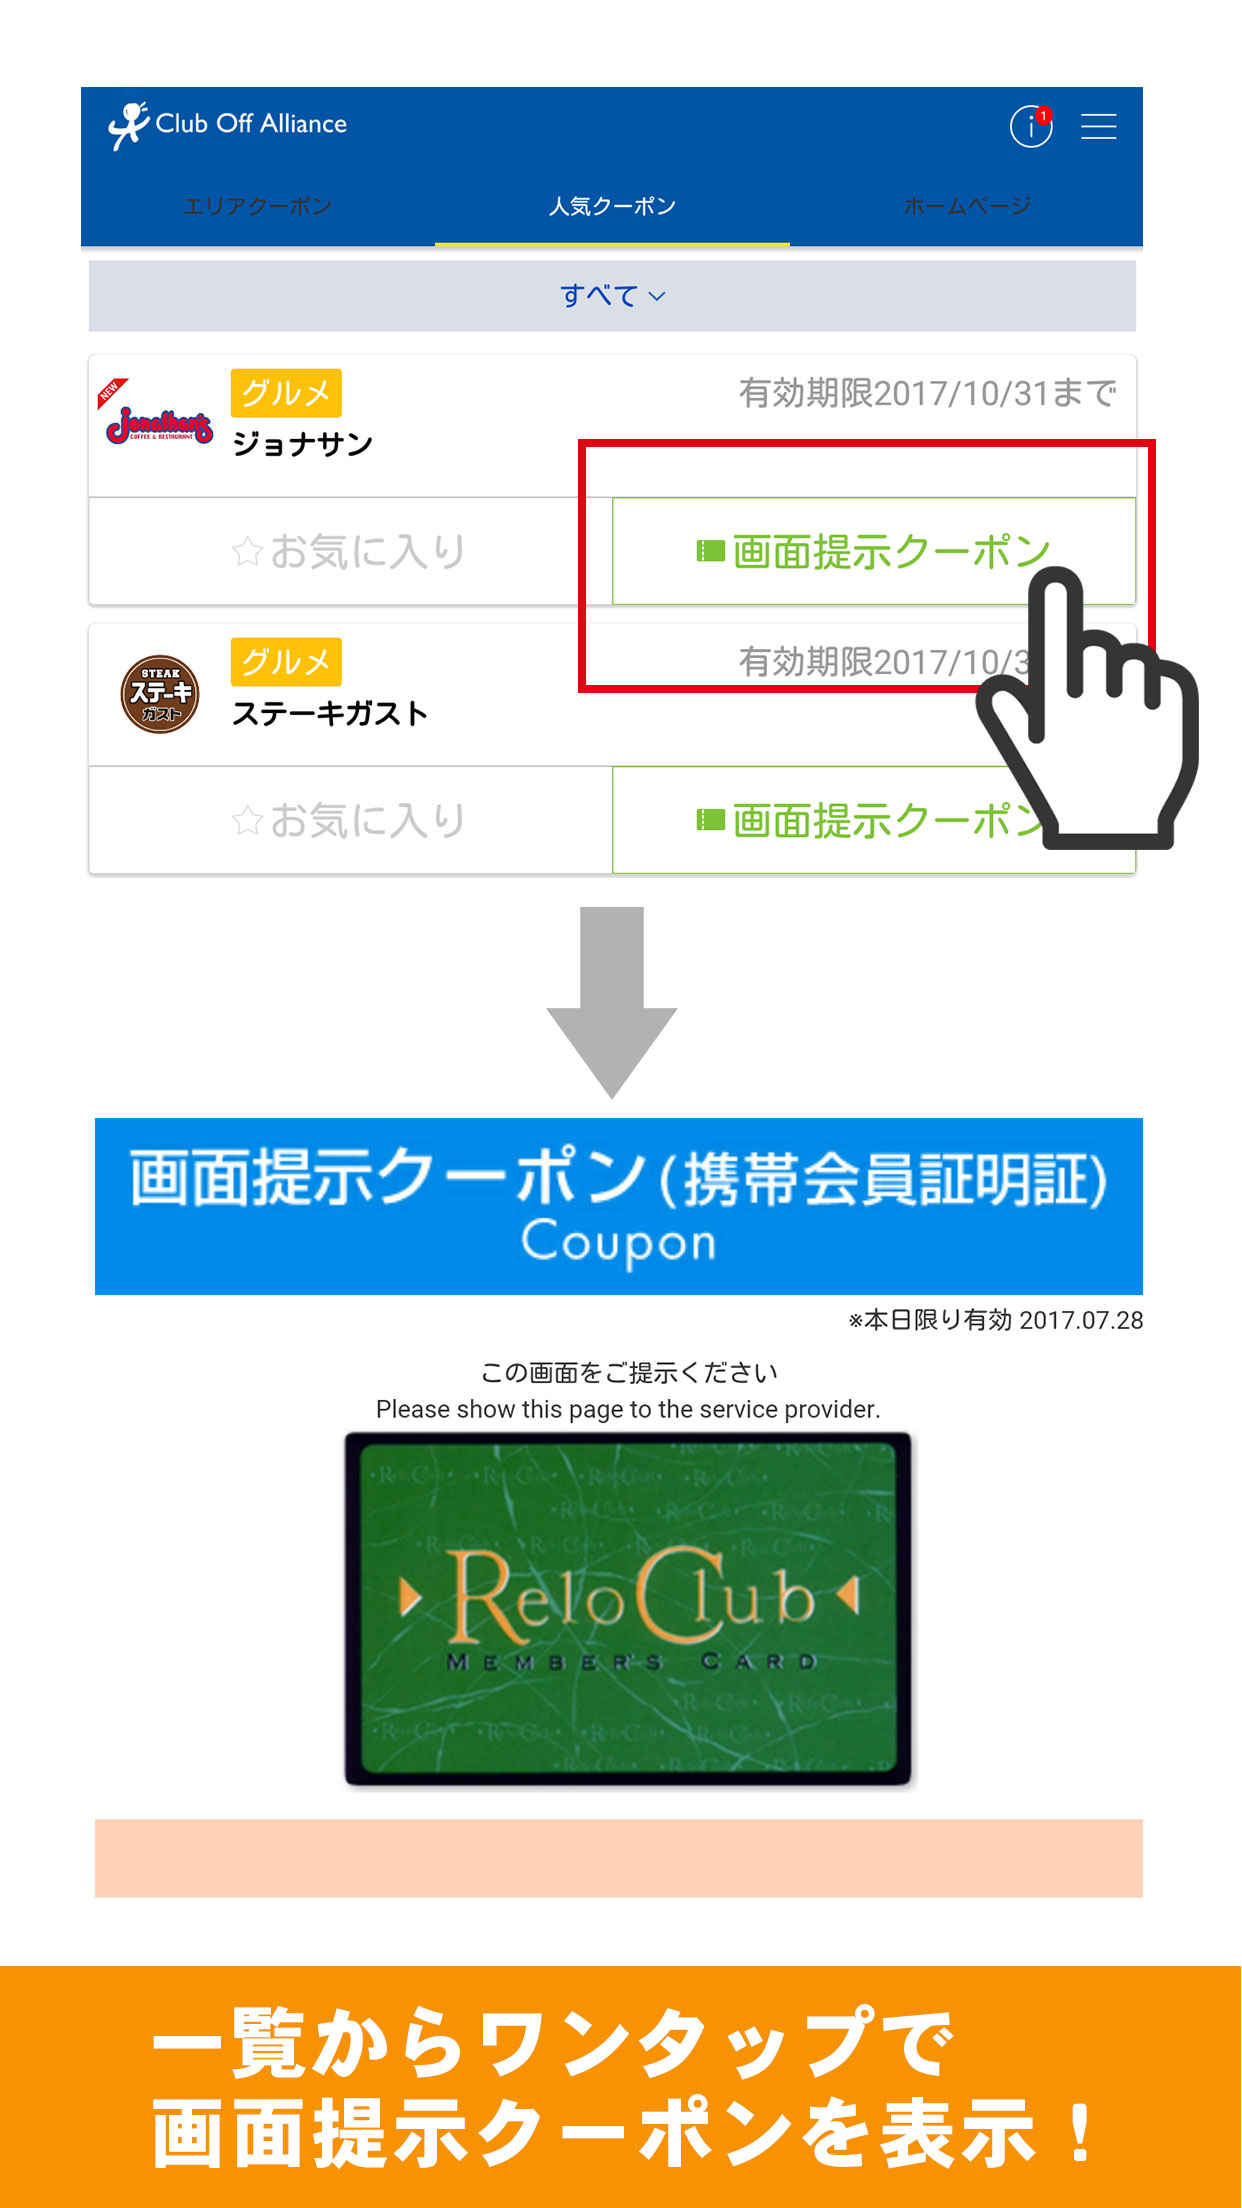 Club Off Alliance
i 1
エリアクーポン 人気クーポン ホームページ
すべて
NEW
Jonathan's
COFFEE & RESTAURANT
グルメ
有効期限2017/10/31まで
ジョナサン
お気に入り
画面提示クーポン
STEAK
ステーキ
ガスト
グルメ
有効期限2017/10/3
ステーキガスト
お気に入り
画面提示クーポン
画面提示クーポン(携帯会員証明証)
Coupon
※本日限り有効 2017.07.28
この画面をご提示ください
Please show this page to the service provider.
ReloClub
MEMBER'S CARD
一覧からワンタップで
画面提示クーポンを表示！